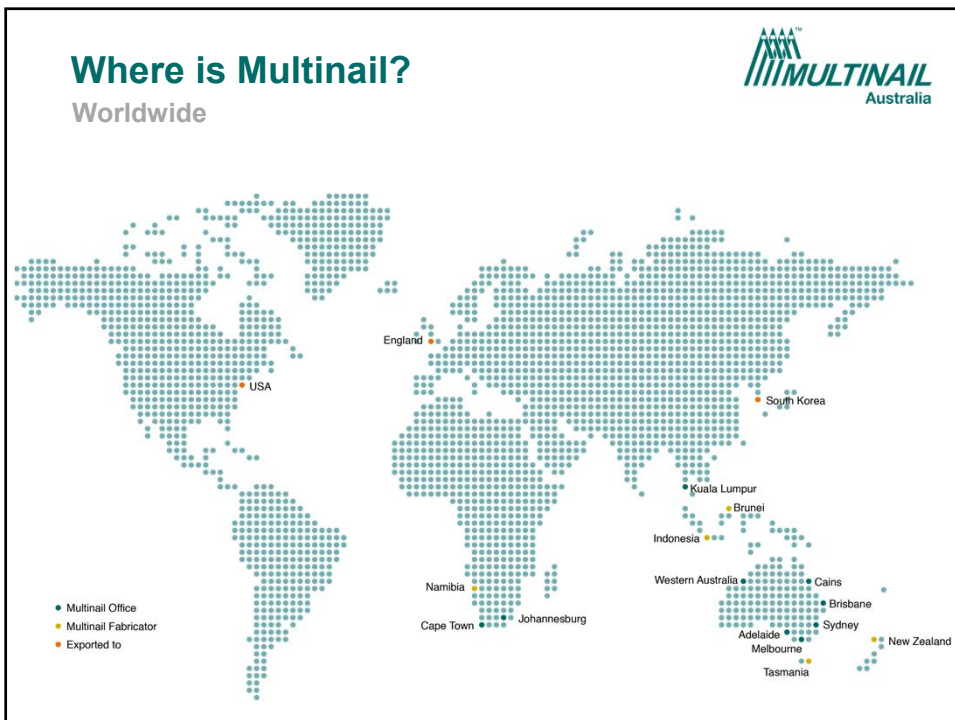 Where is Multinail?
Worldwide
MULTINAIL™
Australia
England
USA
South Korea
Kuala Lumpur
Brunei
Indonesia
Western Australia
Cains
Namibia
Brisbane
Cape Town
Johannesburg
Sydney
Adelaide
Melbourne
New Zealand
Tasmania
Multinail Office
Multinail Fabricator
Exported to